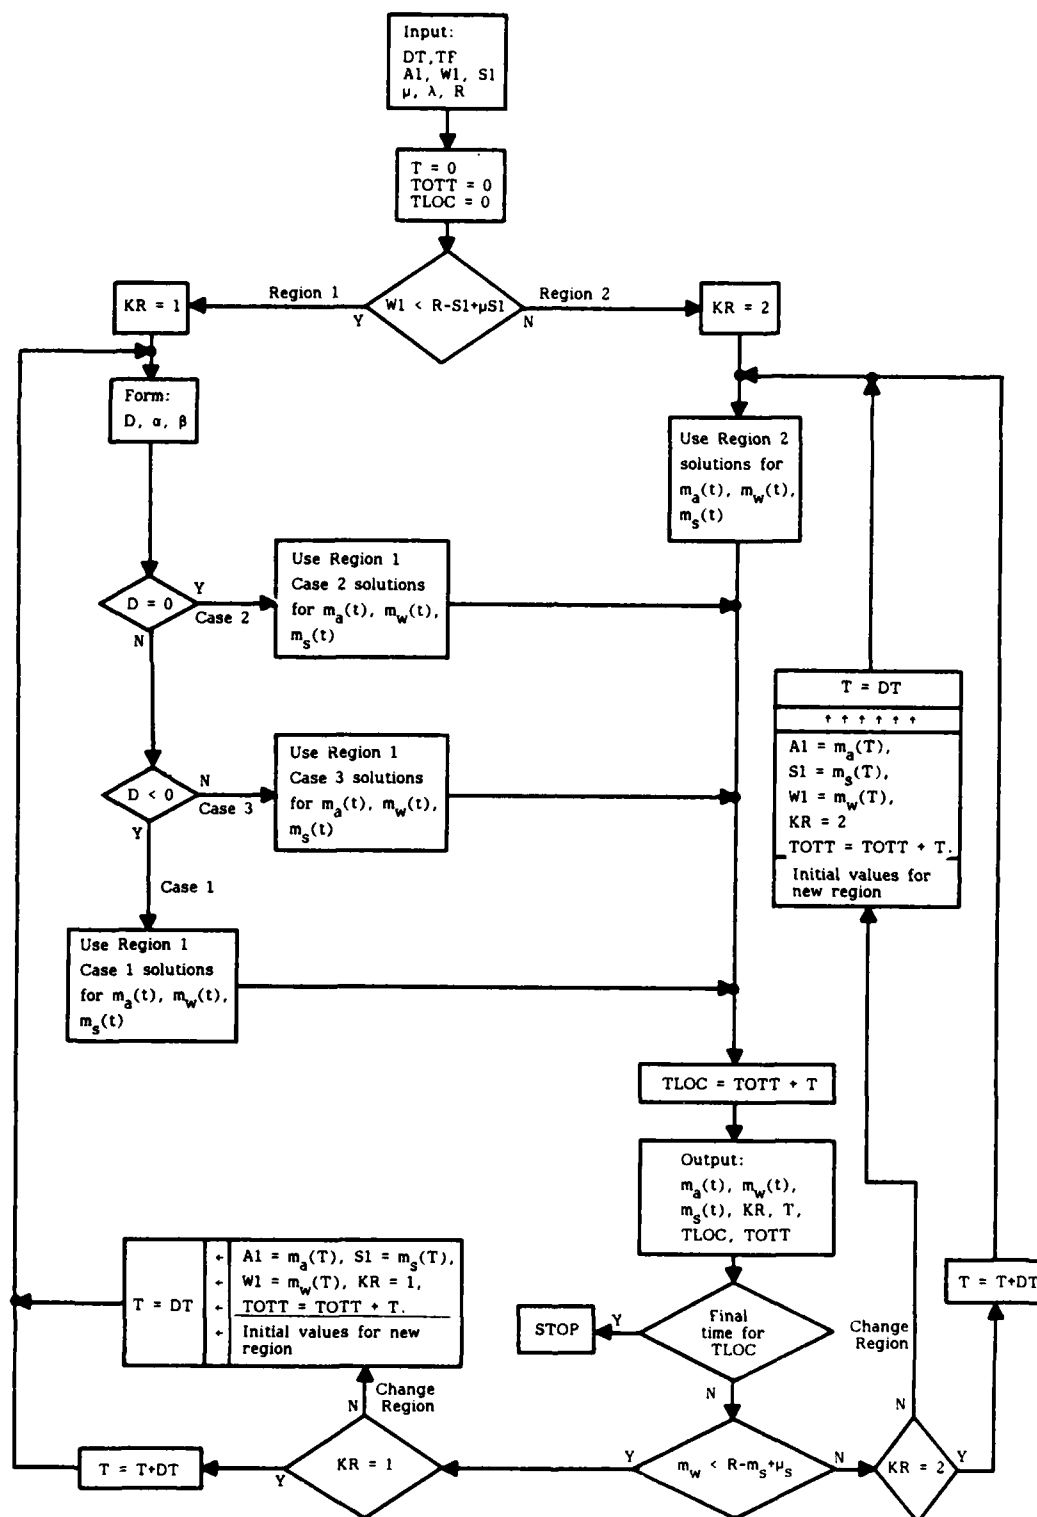 Input:
DT,TF
A1, W1, S1
μ, λ, R
T = 0
TOTT = 0
TLOC = 0
W1 < R-S1+μS1
Region 1
Y
Region 2
N
KR = 1
KR = 2
Form:
D, α, β
Use Region 2
solutions for
m_a(t), m_w(t),
m_s(t)
D = 0
Y
Case 2
N
Use Region 1
Case 2 solutions
for m_a(t), m_w(t),
m_s(t)
D < 0
N
Case 3
Y
Use Region 1
Case 3 solutions
for m_a(t), m_w(t),
m_s(t)
Case 1
Use Region 1
Case 1 solutions
for m_a(t), m_w(t),
m_s(t)
T = DT
↑ ↑ ↑ ↑ ↑ ↑
A1 = m_a(T),
S1 = m_s(T),
W1 = m_w(T),
KR = 2
TOTT = TOTT + T.
Initial values for
new region
TLOC = TOTT + T
Output:
m_a(t), m_w(t),
m_s(t), KR, T,
TLOC, TOTT
T = DT
← A1 = m_a(T), S1 = m_s(T),
← W1 = m_w(T), KR = 1,
← TOTT = TOTT + T.
← Initial values for new
region
STOP
Y
Final
time for
TLOC
N
Change
Region
T = T+DT
N
Change
Region
T = T+DT
Y
KR = 1
Y
m_w < R-m_s+μ_s
N
N
KR = 2
Y